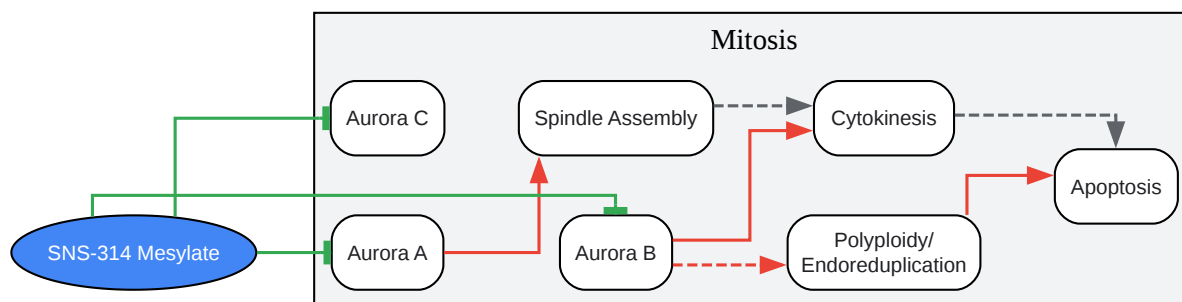 Mitosis
Aurora C
Spindle Assembly
Cytokinesis
Apoptosis
SNS-314 Mesylate
Aurora A
Aurora B
Polyploidy/
Endoreduplication